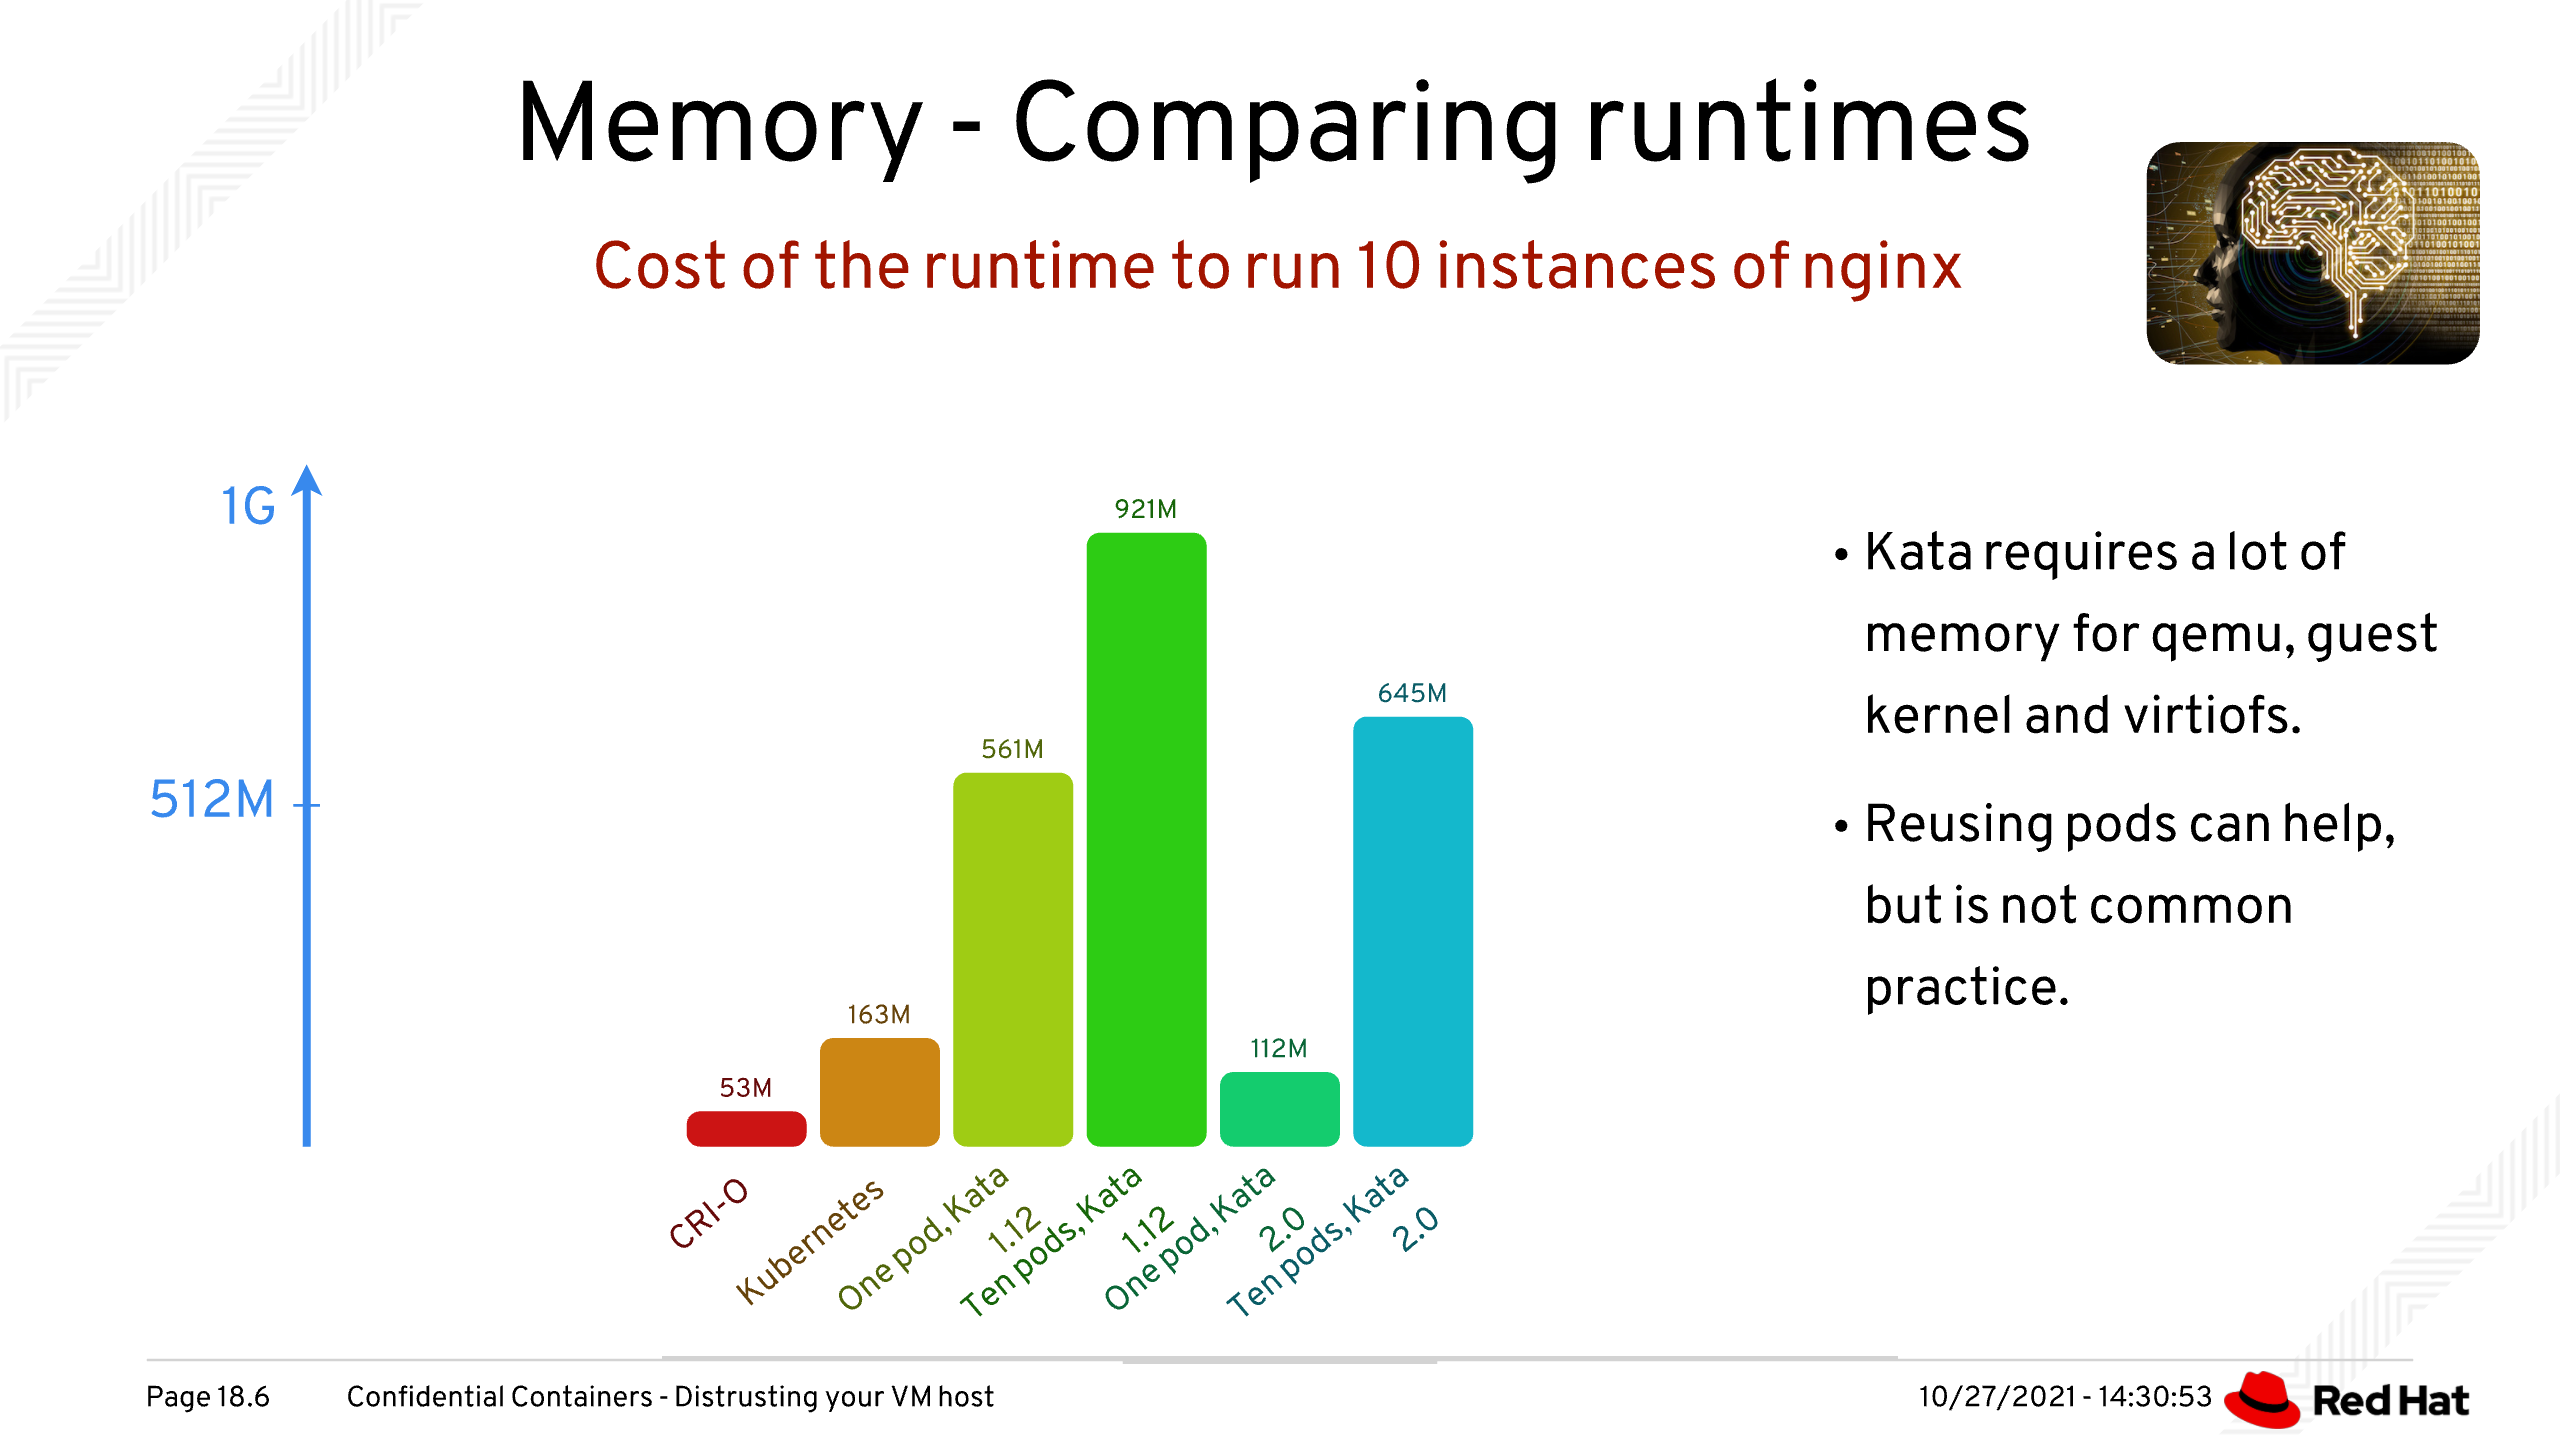 Memory - Comparing runtimes
Cost of the runtime to run 10 instances of nginx
1G
512M
53M
163M
561M
921M
112M
645M
CRI-O
Kubernetes
One pod, Kata
1.12
Ten pods, Kata
1.12
One pod, Kata
2.0
Ten pods, Kata
2.0
• Kata requires a lot of
memory for qemu, guest
kernel and virtiofs.
• Reusing pods can help,
but is not common
practice.
Page 18.6
Confidential Containers - Distrusting your VM host
10/27/2021 - 14:30:53
Red Hat